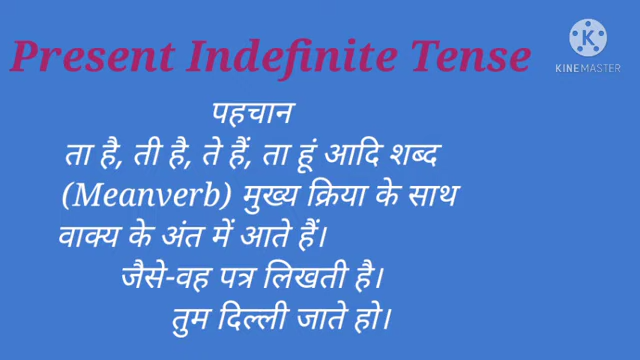 Present Indefinite Tense
KINEMASTER
पहचान
ता है, ती है, ते हैं, ता हूं आदि शब्द
(Meanverb) मुख्य क्रिया के साथ
वाक्य के अंत में आते हैं।
जैसे-वह पत्र लिखती है।
तुम दिल्ली जाते हो।